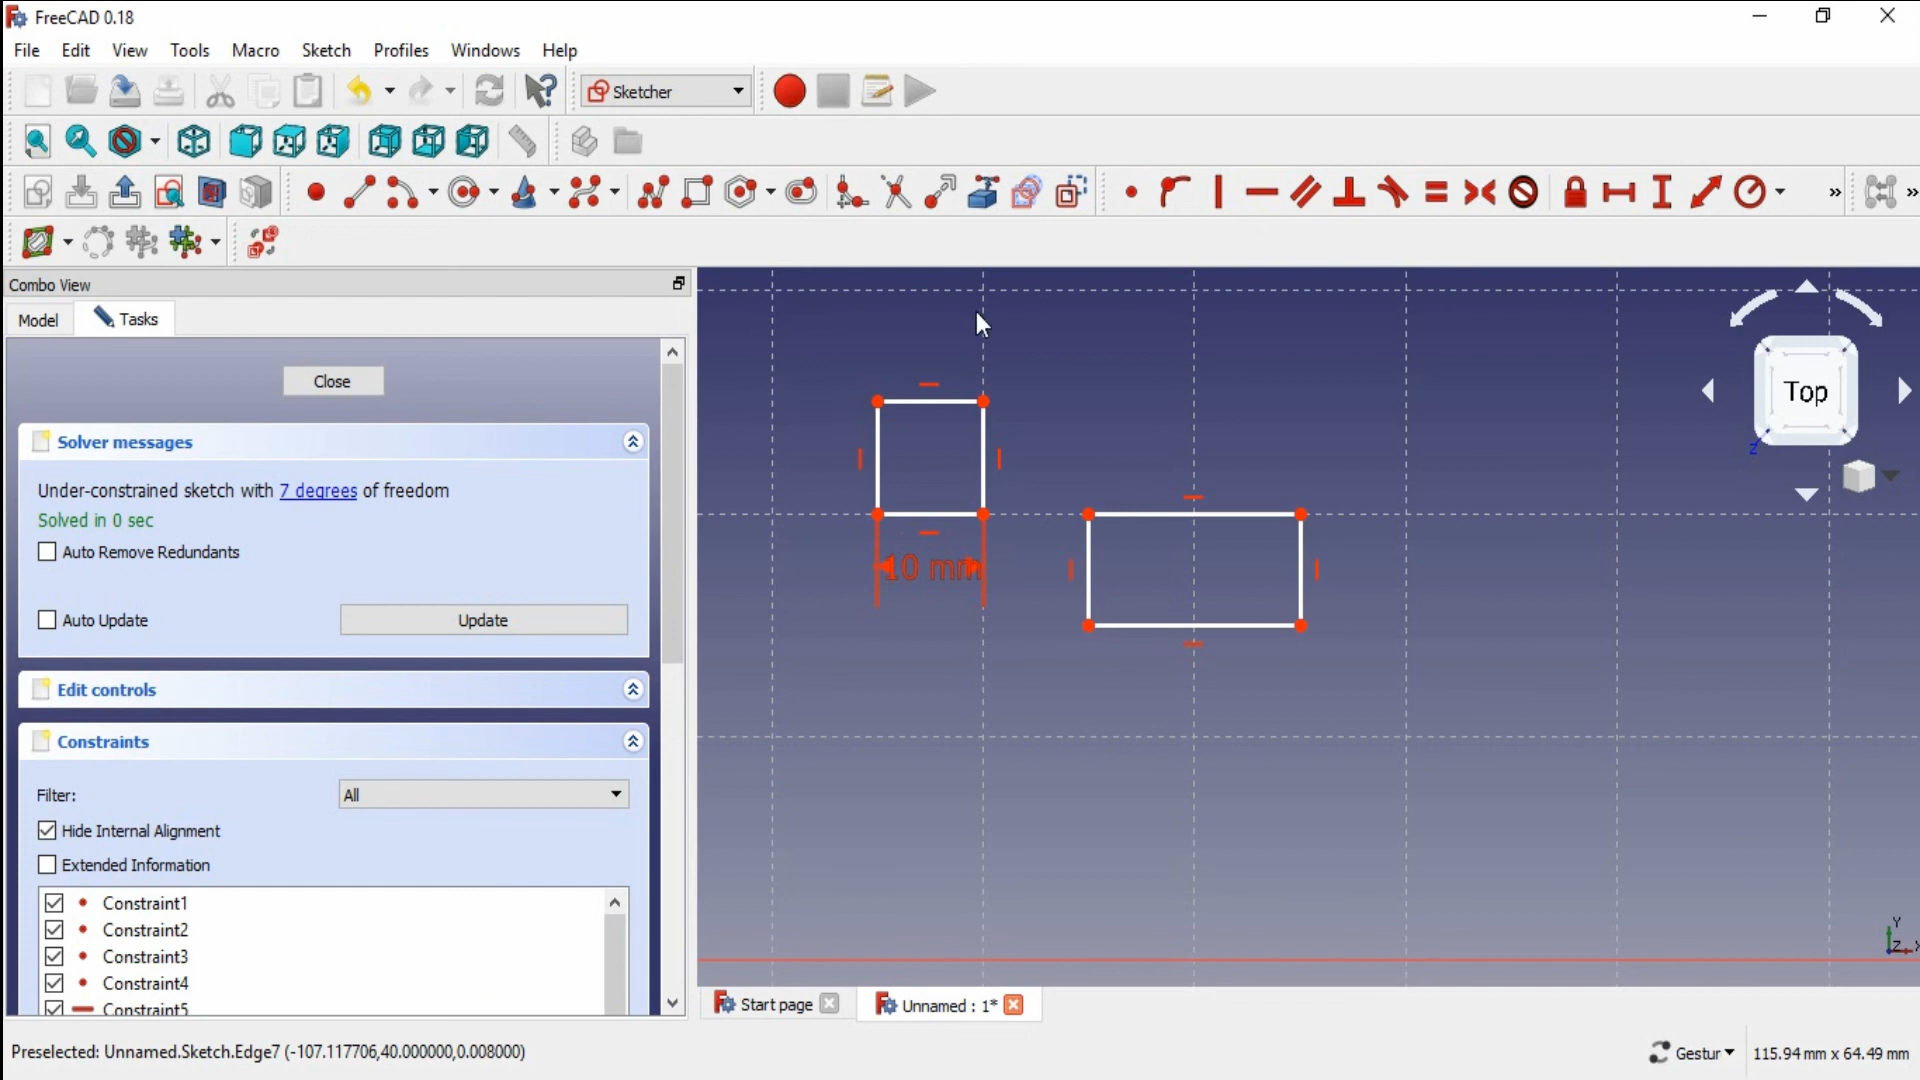 FreeCAD 0.18
File Edit View Tools Macro Sketch Profiles Windows Help
Sketcher
Combo View
Model Tasks
Close
Solver messages
Under-constrained sketch with 7 degrees of freedom
Solved in 0 sec
Auto Remove Redundants
Auto Update Update
Edit controls
Constraints
Filter: All
Hide Internal Alignment
Extended Information
Constraint1
Constraint2
Constraint3
Constraint4
Constraint5
10 mm
Top
Z
Y
Z X
Start page Unnamed : 1*
Preselected: Unnamed.Sketch.Edge7 (-107.117706,40.000000,0.008000)
Gestur 115.94 mm x 64.49 mm